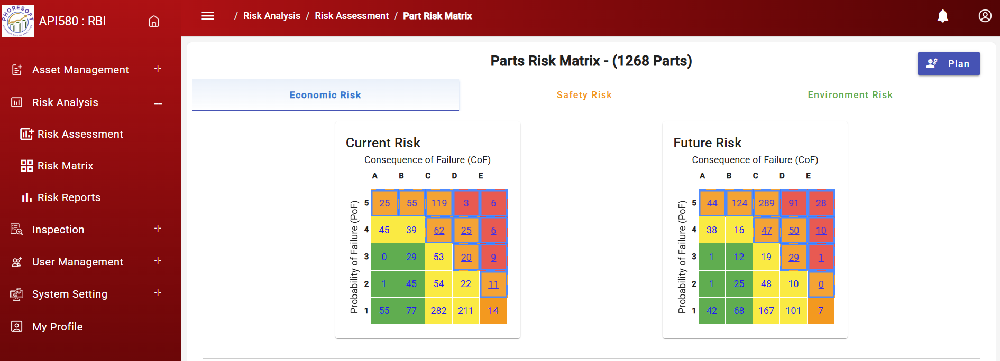 PHORESOFT
API580 : RBI
/ Risk Analysis / Risk Assessment / Part Risk Matrix
Asset Management
Risk Analysis
Risk Assessment
Risk Matrix
Risk Reports
Inspection
User Management
System Setting
My Profile
Parts Risk Matrix - (1268 Parts)
Plan
Economic Risk
Safety Risk
Environment Risk
Current Risk
Consequence of Failure (CoF)
A B C D E
Probability of Failure (PoF)
5 25 55 119 3 6
4 45 39 62 25 6
3 0 29 53 20 9
2 1 45 54 22 11
1 55 77 282 211 14
Future Risk
Consequence of Failure (CoF)
A B C D E
Probability of Failure (PoF)
5 44 124 289 91 28
4 38 16 47 50 10
3 1 12 19 29 1
2 1 25 48 10 0
1 42 68 167 101 7